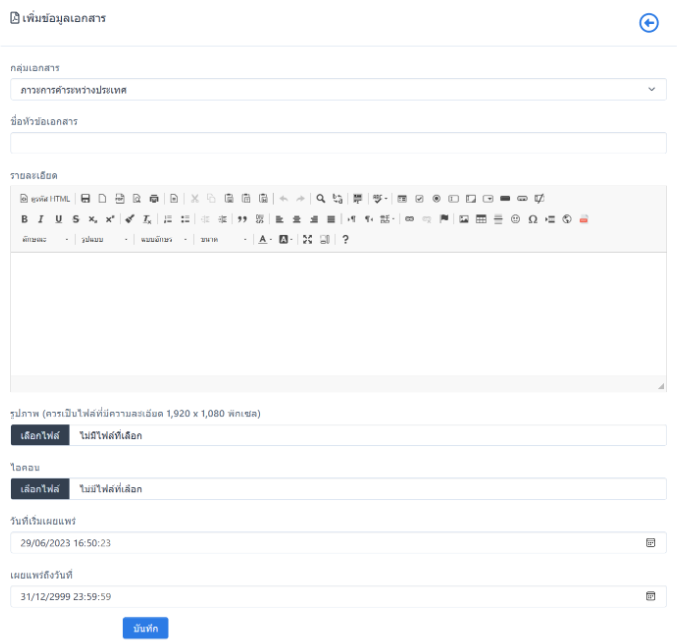 เพิ่มข้อมูลเอกสาร
กลุ่มเอกสาร
ภาวะการค้าระหว่างประเทศ
ชื่อหัวข้อเอกสาร
รายละเอียด
ดูรหัส HTML
B I U S x₂ x² Iₓ
ลักษณะ รูปแบบ แบบอักษร ขนาด A A ?
รูปภาพ (ควรเป็นไฟล์ที่มีความละเอียด 1,920 x 1,080 พิกเซล)
เลือกไฟล์ ไม่มีไฟล์ที่เลือก
ไอคอน
เลือกไฟล์ ไม่มีไฟล์ที่เลือก
วันที่เริ่มเผยแพร่
29/06/2023 16:50:23
เผยแพร่ถึงวันที่
31/12/2999 23:59:59
บันทึก